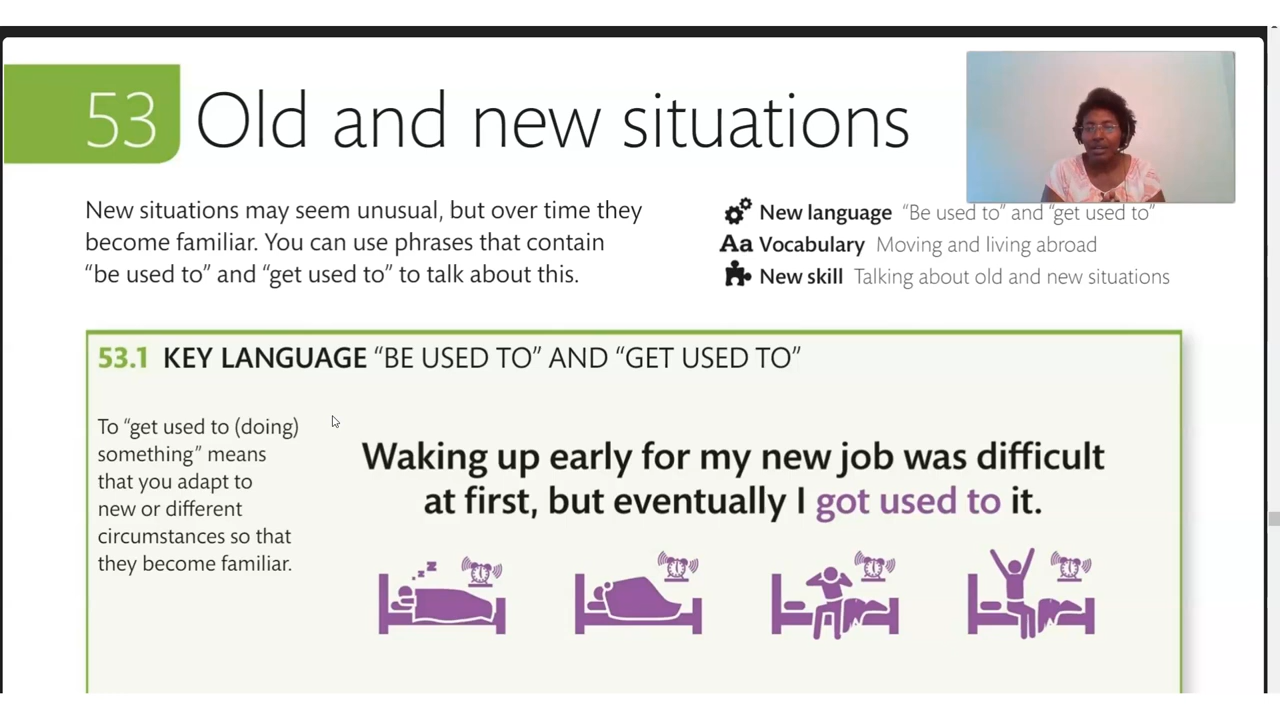 53 Old and new situations
New situations may seem unusual, but over time they
become familiar. You can use phrases that contain
“be used to” and “get used to” to talk about this.
New language “Be used to” and “get used to”
Aa Vocabulary Moving and living abroad
New skill Talking about old and new situations
53.1 KEY LANGUAGE “BE USED TO” AND “GET USED TO”
To “get used to (doing)
something” means
that you adapt to
new or different
circumstances so that
they become familiar.
Waking up early for my new job was difficult
at first, but eventually I got used to it.
z z z